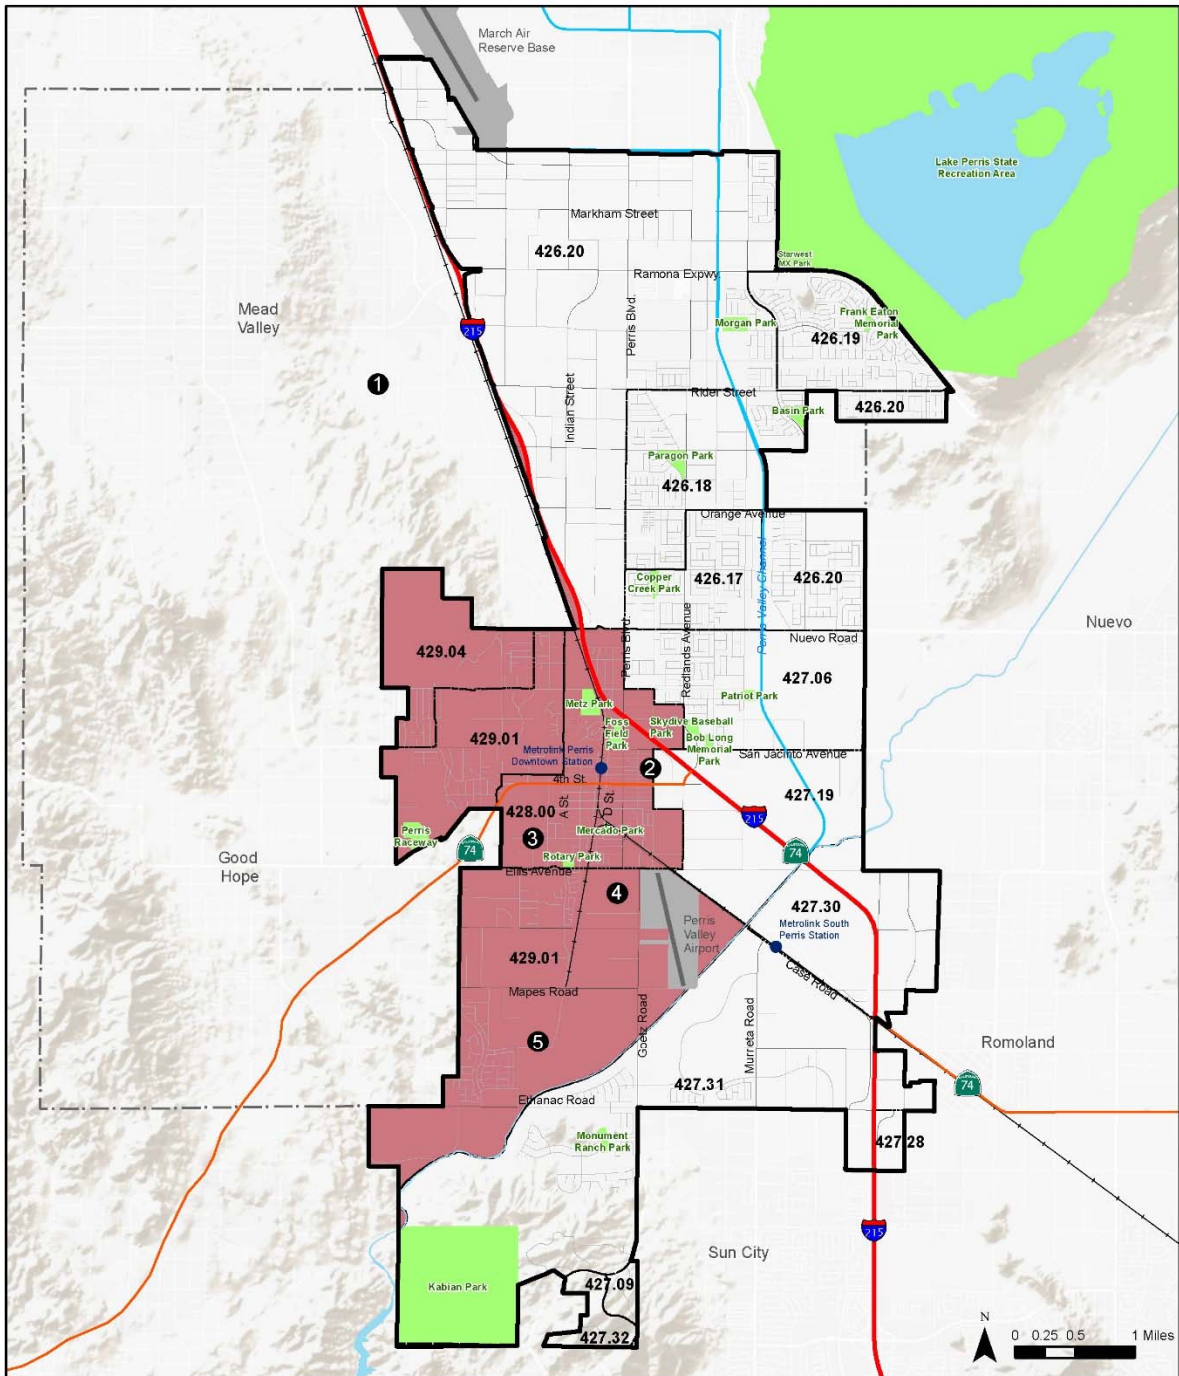 March Air
Reserve Base
Lake Perris State
Recreation Area
Markham Street
426.20
Starwest
MX Park
Ramona Expwy.
Mead
Valley
Perris Blvd.
Morgan Park
Frank Eaton
Memorial
Park
426.19
215
1
Indian Street
Rider Street
Basin Park
426.20
Paragon Park
426.18
Orange Avenue
Perris Valley Channel
Copper
Creek Park
426.17
426.20
Nuevo
Perris Blvd.
Redlands Avenue
Nuevo Road
429.04
427.06
Metz Park
Patriot Park
Foss
Field
Park
Skydive Baseball
Park
Bob Long
Memorial
Park
429.01
Metrolink Perris
Downtown Station
San Jacinto Avenue
2
4th St.
427.19
A St.
D St.
428.00
215
Perris
Raceway
74
3
Mercado Park
74
Good
Hope
Rotary Park
Ellis Avenue
4
427.30
Perris
Valley
Airport
Metrolink South
Perris Station
429.01
Case Road
Mapes Road
Goetz Road
Murreta Road
5
Romoland
74
427.31
Ethanac Road
Monument
Ranch Park
427.28
215
Sun City
Kabian Park
427.09
427.32
N
0 0.25 0.5 1 Miles